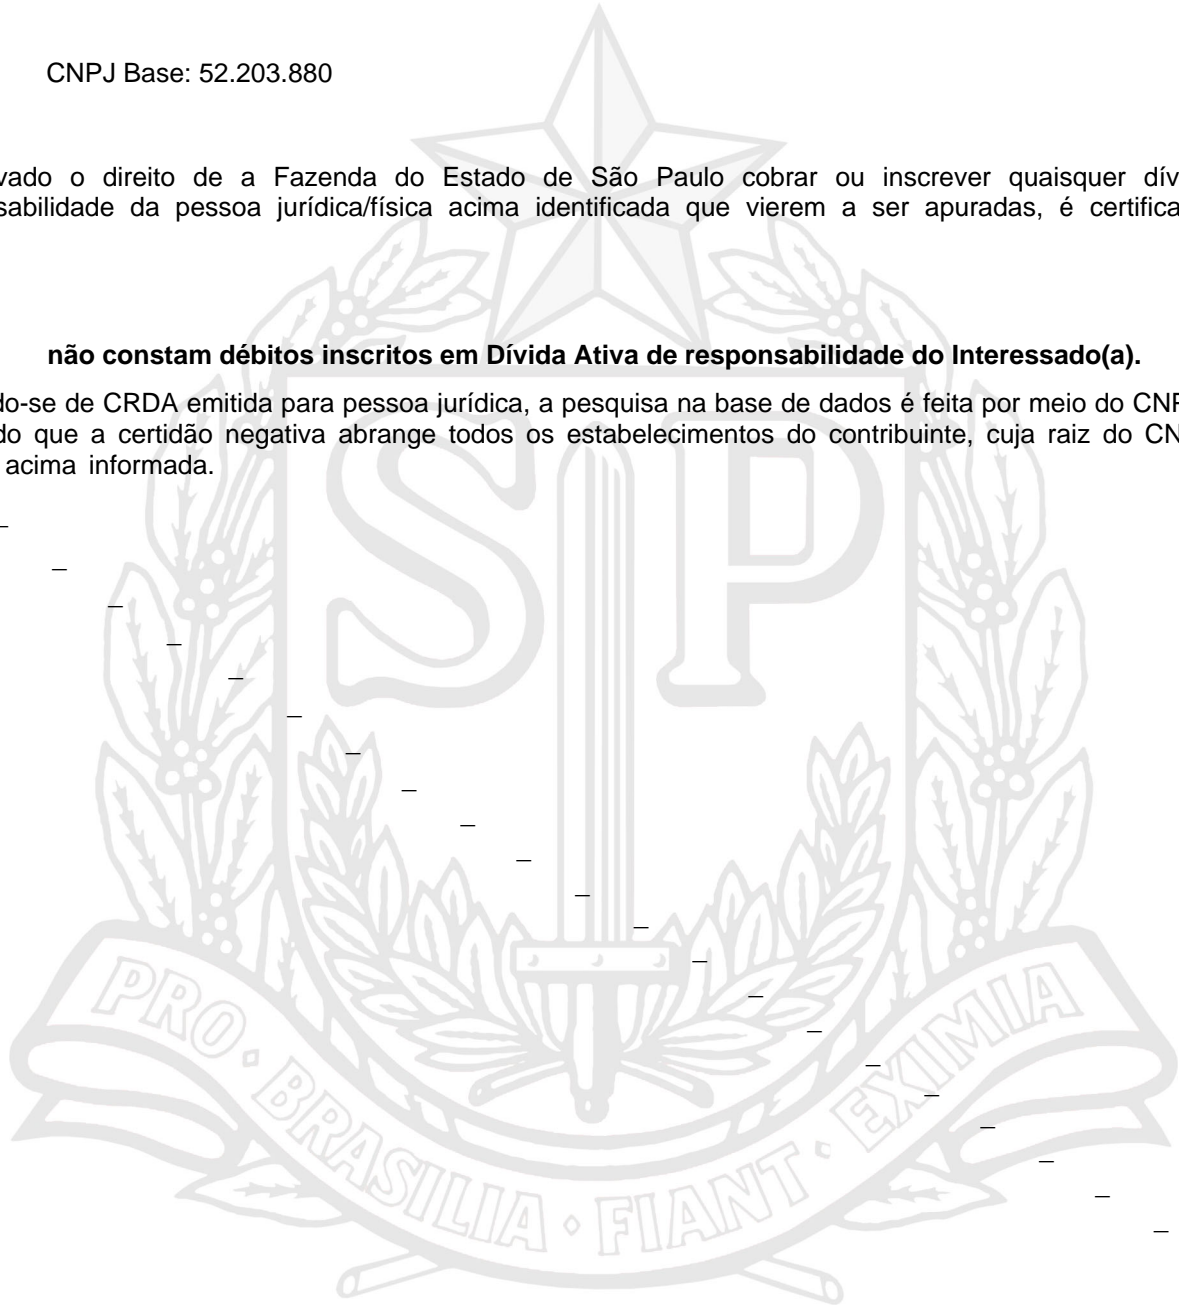 CNPJ Base: 52.203.880
vado o direito de a Fazenda do Estado de São Paulo cobrar ou inscrever quaisquer dív
sabilidade da pessoa jurídica/física acima identificada que vierem a ser apuradas, é certifica
não constam débitos inscritos em Dívida Ativa de responsabilidade do Interessado(a).
do-se de CRDA emitida para pessoa jurídica, a pesquisa na base de dados é feita por meio do CNP
do que a certidão negativa abrange todos os estabelecimentos do contribuinte, cuja raiz do CN
acima informada.
SP
PRO · BRASILIA · FIANT · EXIMIA